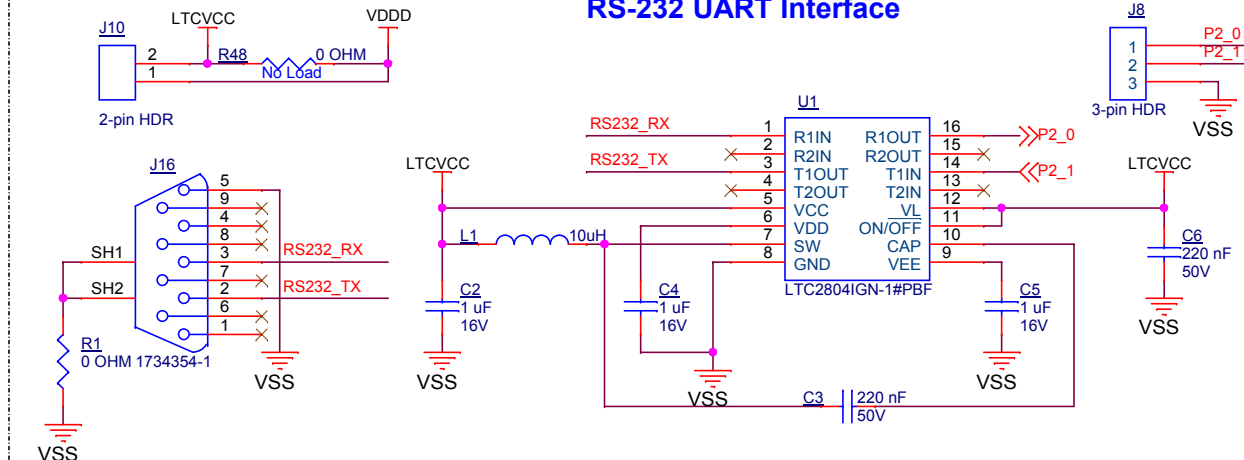 RS-232 UART Interface
J10
LTCVCC
VDDD
2
1
R48
0 OHM
No Load
2-pin HDR
J8
1
2
3
P2_0
P2_1
3-pin HDR
VSS
J16
5
9
4
8
3
7
2
6
1
RS232_RX
RS232_TX
SH1
SH2
R1
0 OHM
1734354-1
VSS
VSS
LTCVCC
L1
10uH
C2
1 uF
16V
VSS
RS232_RX
RS232_TX
U1
1
2
3
4
5
6
7
8
R1IN
R2IN
T1OUT
T2OUT
VCC
VDD
SW
GND
R1OUT
R2OUT
T1IN
T2IN
VL
ON/OFF
CAP
VEE
16
15
14
13
12
11
10
9
LTC2804IGN-1#PBF
P2_0
P2_1
C4
1 uF
16V
VSS
C3
220 nF
50V
C5
1 uF
16V
VSS
LTCVCC
C6
220 nF
50V
VSS